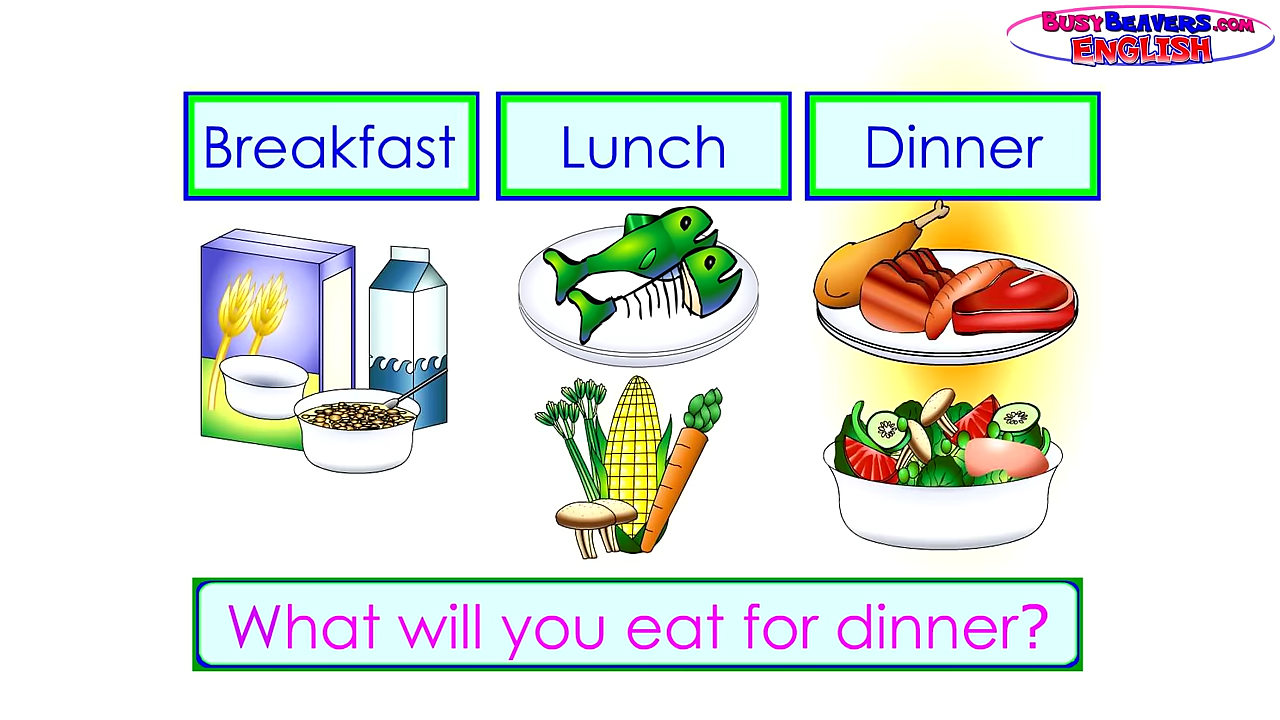 BUSYBEAVERS.COM
ENGLISH
Breakfast
Lunch
Dinner
What will you eat for dinner?